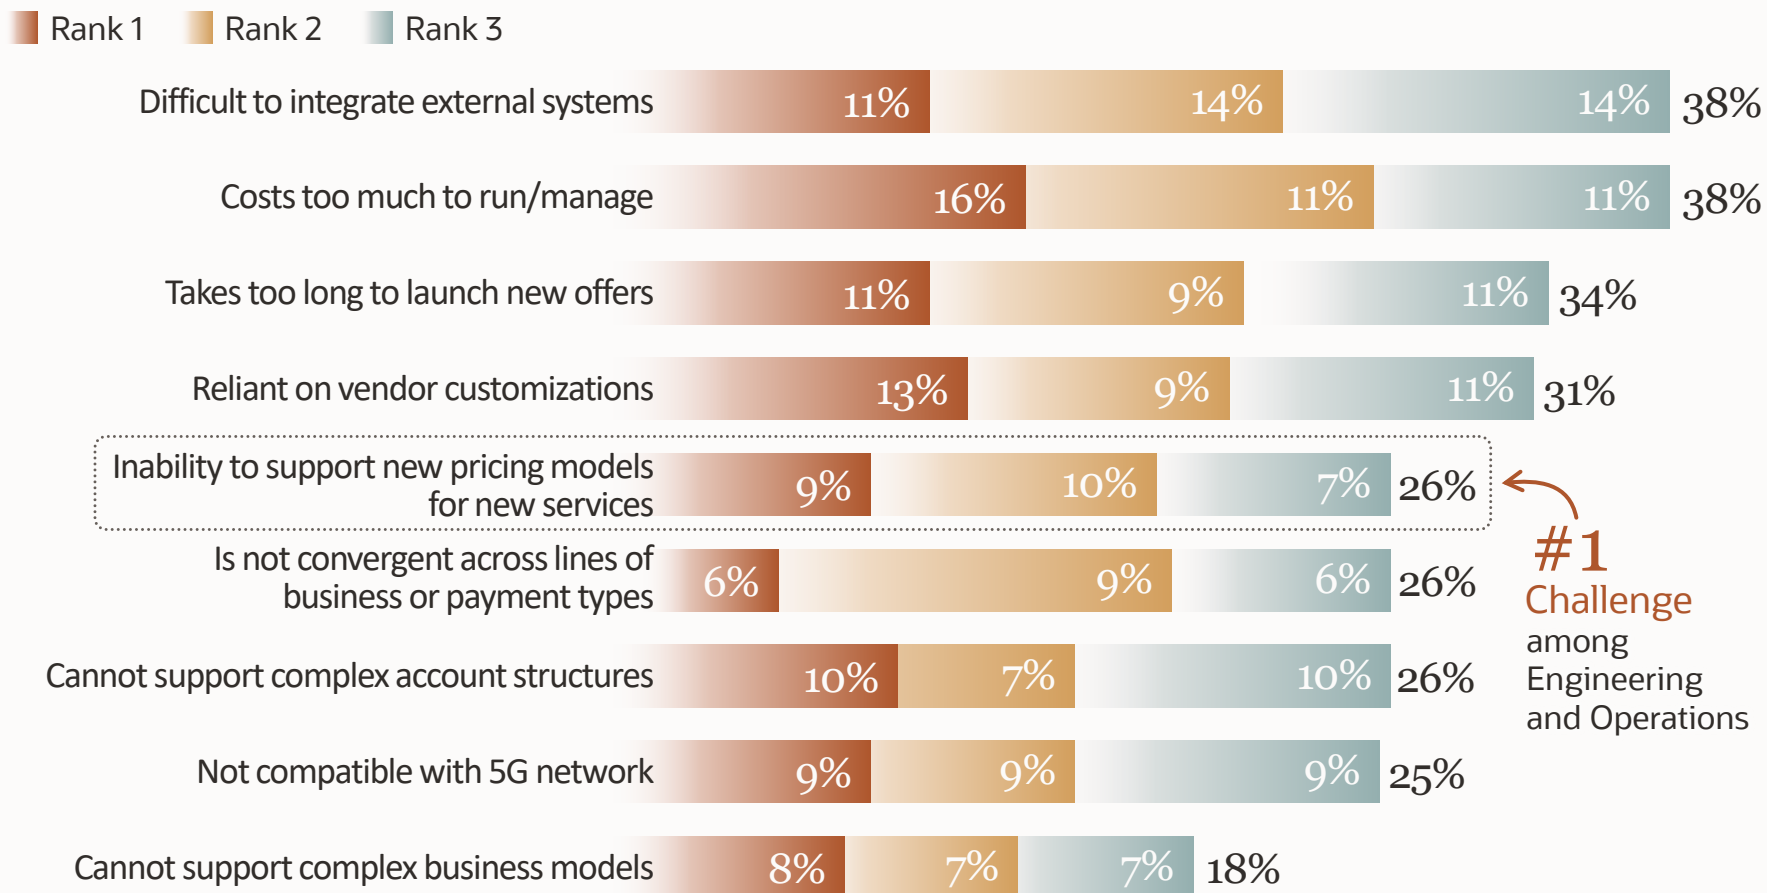 Rank 1 Rank 2 Rank 3
Difficult to integrate external systems 11% 14% 14% 38%
Costs too much to run/manage 16% 11% 11% 38%
Takes too long to launch new offers 11% 9% 11% 34%
Reliant on vendor customizations 13% 9% 11% 31%
Inability to support new pricing models
for new services 9% 10% 7% 26%
Is not convergent across lines of
business or payment types 6% 9% 6% 26%
Cannot support complex account structures 10% 7% 10% 26%
Not compatible with 5G network 9% 9% 9% 25%
Cannot support complex business models 8% 7% 7% 18%
#1
Challenge
among
Engineering
and Operations